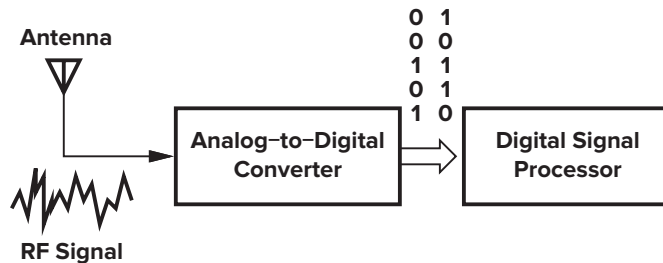 Antenna
0 1
0 0
1 1
0 1
1 0
Analog-to-Digital
Converter
Digital Signal
Processor
RF Signal